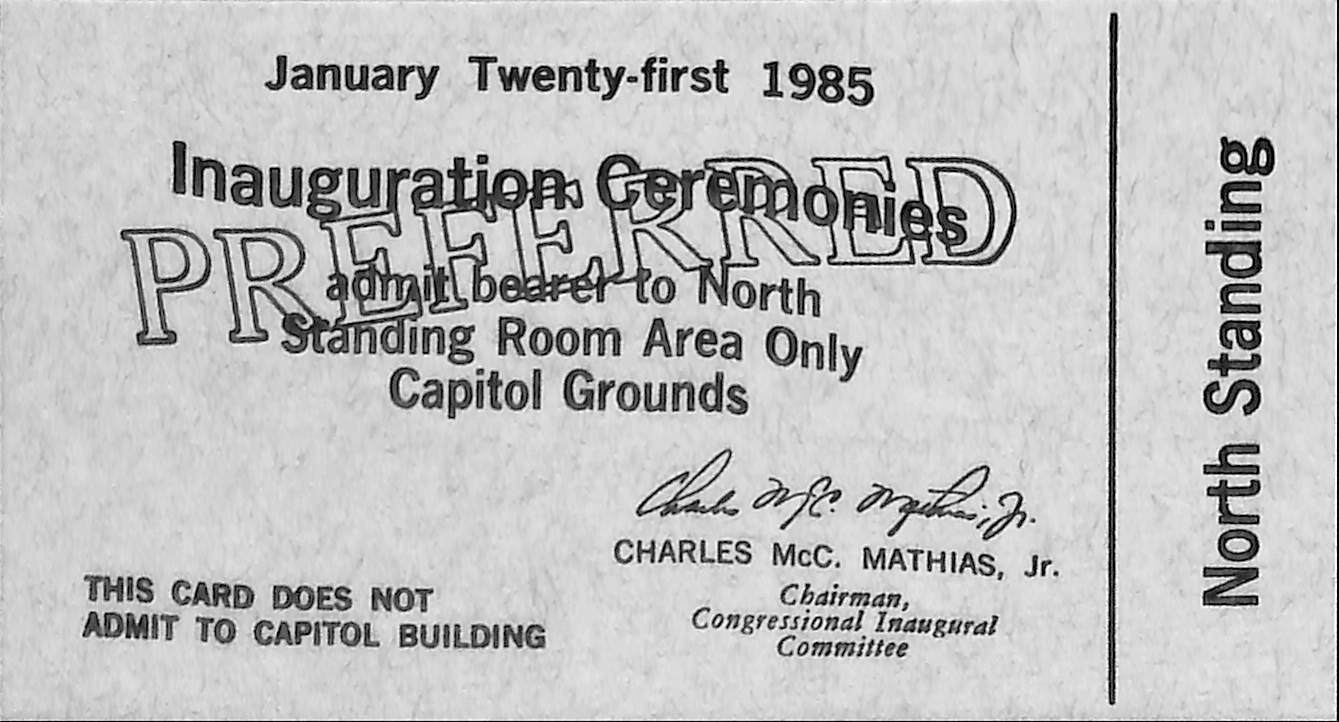 January Twenty-first 1985
Inauguration Ceremonies
PREFERRED
admit bearer to North
Standing Room Area Only
Capitol Grounds
Charles McC. Mathias, Jr.
CHARLES McC. MATHIAS, Jr.
Chairman,
Congressional Inaugural
Committee
THIS CARD DOES NOT
ADMIT TO CAPITOL BUILDING
North Standing